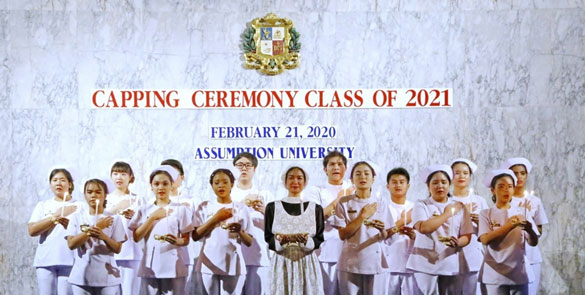 CAPPING CEREMONY CLASS OF 2021
FEBRUARY 21, 2020
ASSUMPTION UNIVERSITY